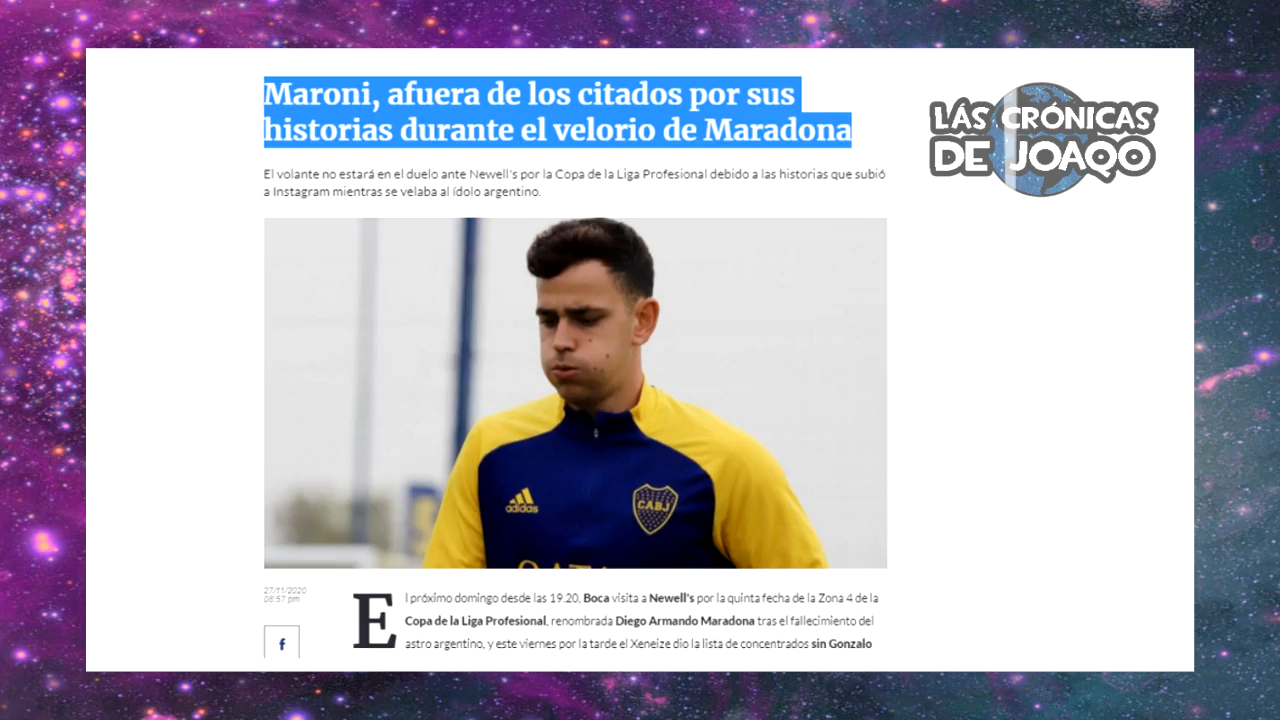 Maroni, afuera de los citados por sus
historias durante el velorio de Maradona
LÁS CRÓNICAS
DE JOAQO
El volante no estará en el duelo ante Newell's por la Copa de la Liga Profesional debido a las historias que subió
a Instagram mientras se velaba al ídolo argentino.
adidas
CABJ
QATA
27/11/2020
08:57 pm
El próximo domingo desde las 19.20, Boca visita a Newell's por la quinta fecha de la Zona 4 de la
Copa de la Liga Profesional, renombrada Diego Armando Maradona tras el fallecimiento del
astro argentino, y este viernes por la tarde el Xeneize dio la lista de concentrados sin Gonzalo
f